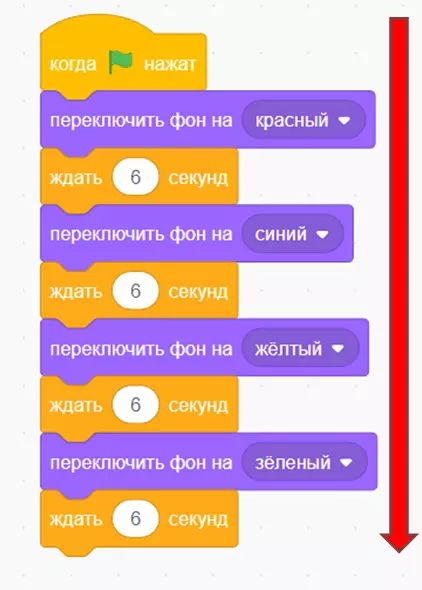 когда нажат
переключить фон на красный
ждать 6 секунд
переключить фон на синий
ждать 6 секунд
переключить фон на жёлтый
ждать 6 секунд
переключить фон на зёленый
ждать 6 секунд